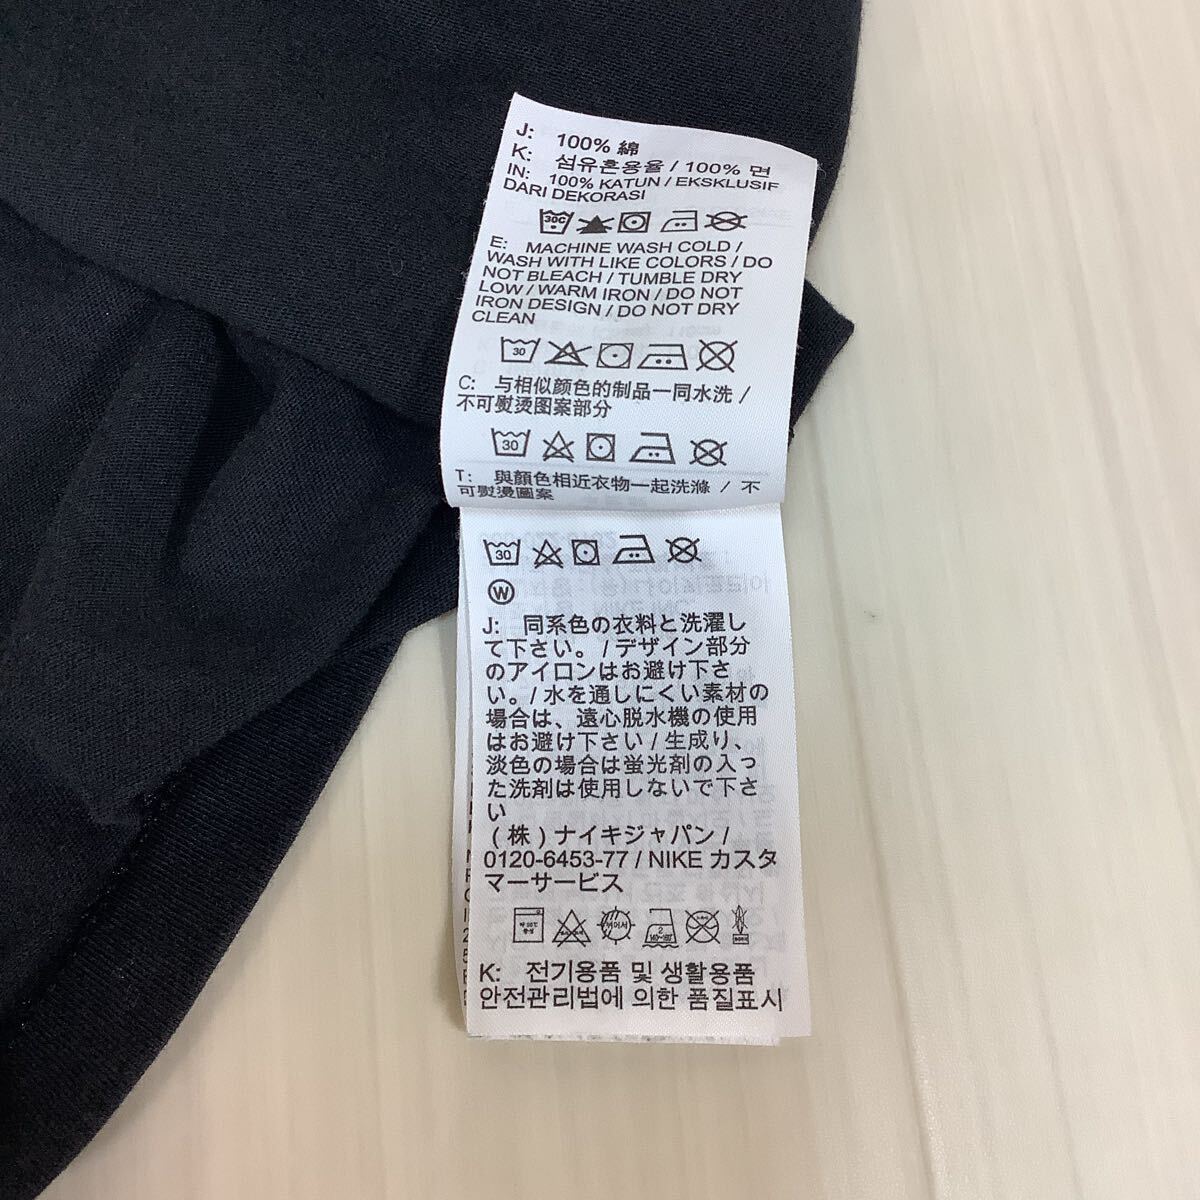 J: 100% 綿
K: 섬유혼용율 / 100% 면
IN: 100% KATUN / EKSKLUSIF
DARI DEKORASI
30C
E: MACHINE WASH COLD /
WASH WITH LIKE COLORS / DO
NOT BLEACH / TUMBLE DRY
LOW / WARM IRON / DO NOT
IRON DESIGN / DO NOT DRY
CLEAN
30
C: 与相似颜色的制品一同水洗 /
不可熨烫图案部分
30
T: 與顏色相近衣物一起洗滌 / 不
可熨燙圖案
30
W
J: 同系色の衣料と洗濯し
て下さい。 / デザイン部分
のアイロンはお避け下さ
い。/ 水を通しにくい素材の
場合は、遠心脱水機の使用
はお避け下さい / 生成り、
淡色の場合は蛍光剤の入っ
た洗剤は使用しないで下さ
い
(株) ナイキジャパン /
0120-6453-77 / NIKE カスタ
マーサービス
K: 전기용품 및 생활용품
안전관리법에 의한 품질표시